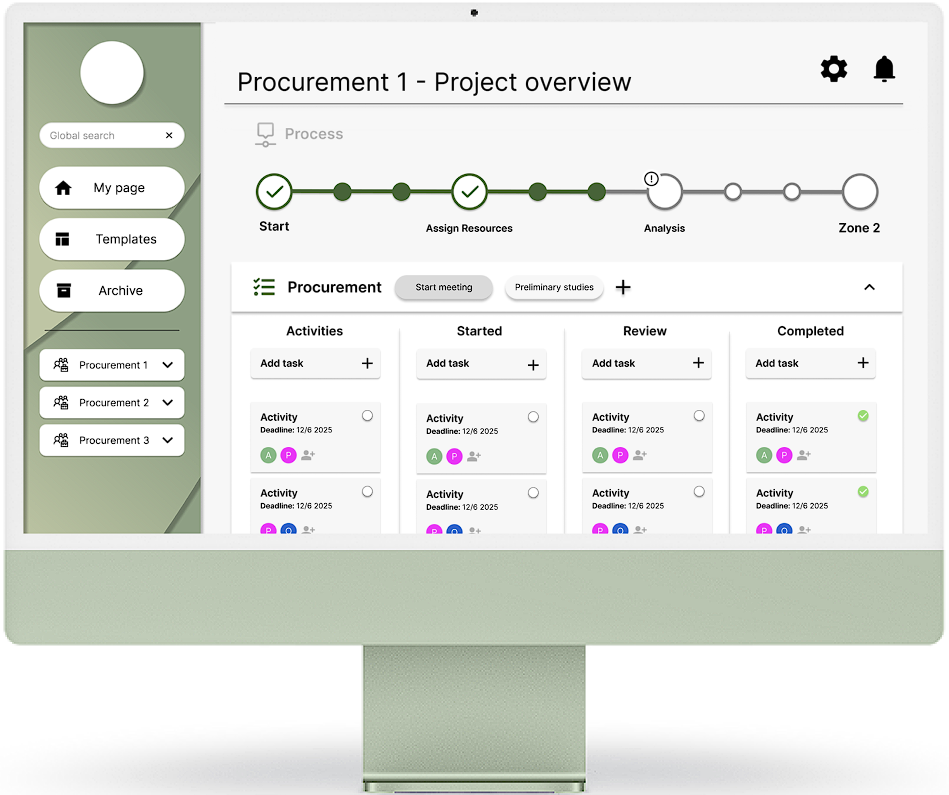 Procurement 1 - Project overview
Global search
My page
Templates
Archive
Procurement 1
Procurement 2
Procurement 3
Process
Start
Assign Resources
Analysis
Zone 2
Procurement
Start meeting
Preliminary studies
Activities
Started
Review
Completed
Add task
Add task
Add task
Add task
Activity
Deadline: 12/6 2025
A P
Activity
Deadline: 12/6 2025
A P
Activity
Deadline: 12/6 2025
A P
Activity
Deadline: 12/6 2025
A P
Activity
Deadline: 12/6 2025
P O
Activity
Deadline: 12/6 2025
P O
Activity
Deadline: 12/6 2025
P O
Activity
Deadline: 12/6 2025
P O